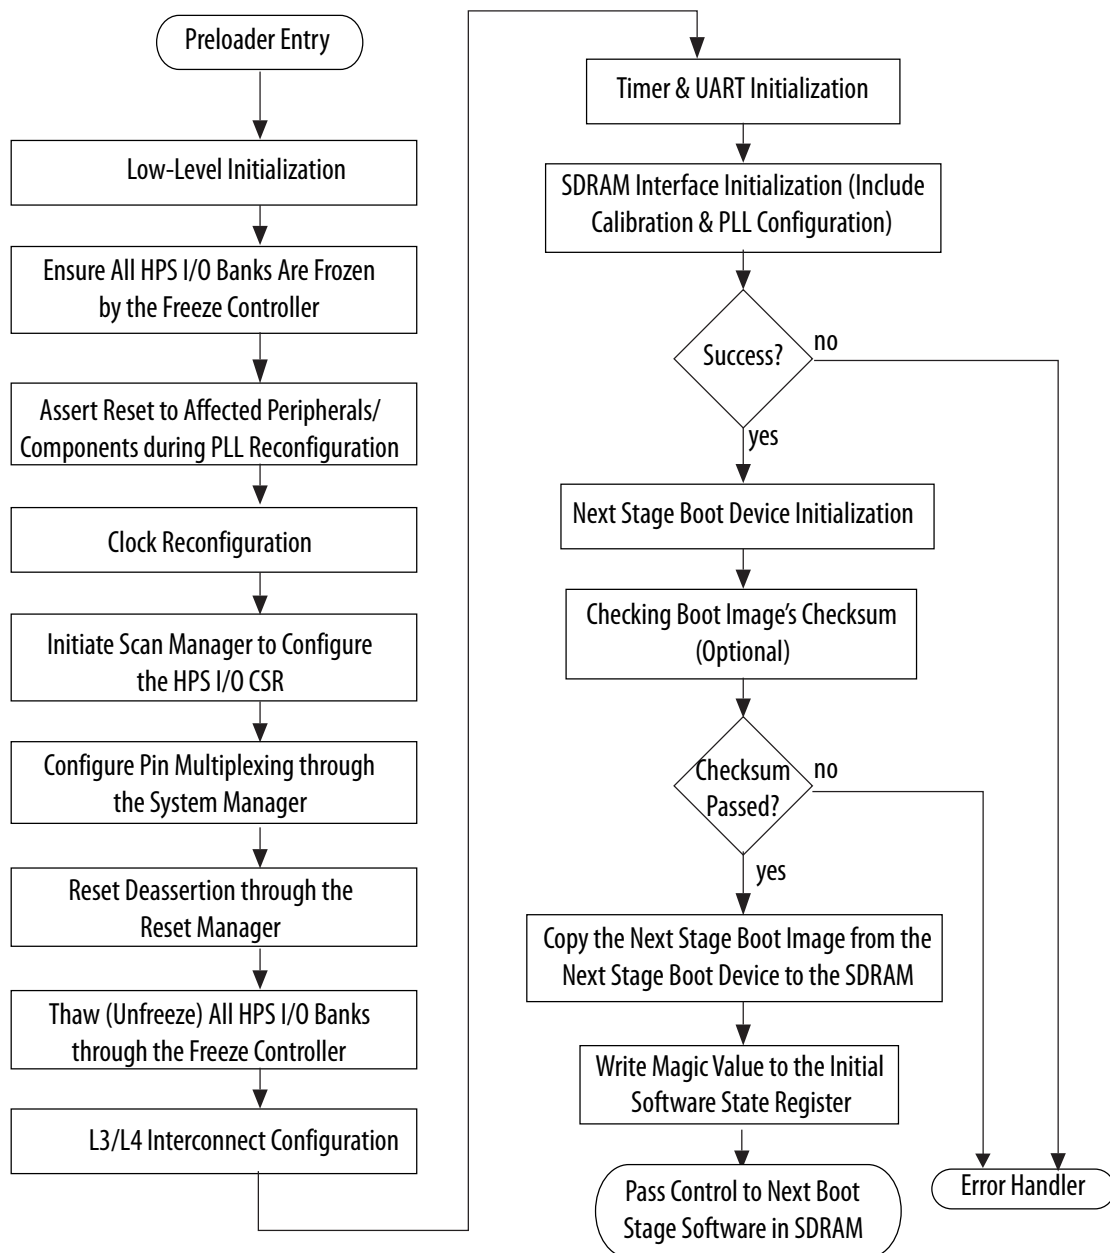 Preloader Entry
Low-Level Initialization
Ensure All HPS I/O Banks Are Frozen
by the Freeze Controller
Assert Reset to Affected Peripherals/
Components during PLL Reconfiguration
Clock Reconfiguration
Initiate Scan Manager to Configure
the HPS I/O CSR
Configure Pin Multiplexing through
the System Manager
Reset Deassertion through the
Reset Manager
Thaw (Unfreeze) All HPS I/O Banks
through the Freeze Controller
L3/L4 Interconnect Configuration
Timer & UART Initialization
SDRAM Interface Initialization (Include
Calibration & PLL Configuration)
Success?
no
yes
Next Stage Boot Device Initialization
Checking Boot Image's Checksum
(Optional)
Checksum
Passed?
no
yes
Copy the Next Stage Boot Image from the
Next Stage Boot Device to the SDRAM
Write Magic Value to the Initial
Software State Register
Pass Control to Next Boot
Stage Software in SDRAM
Error Handler